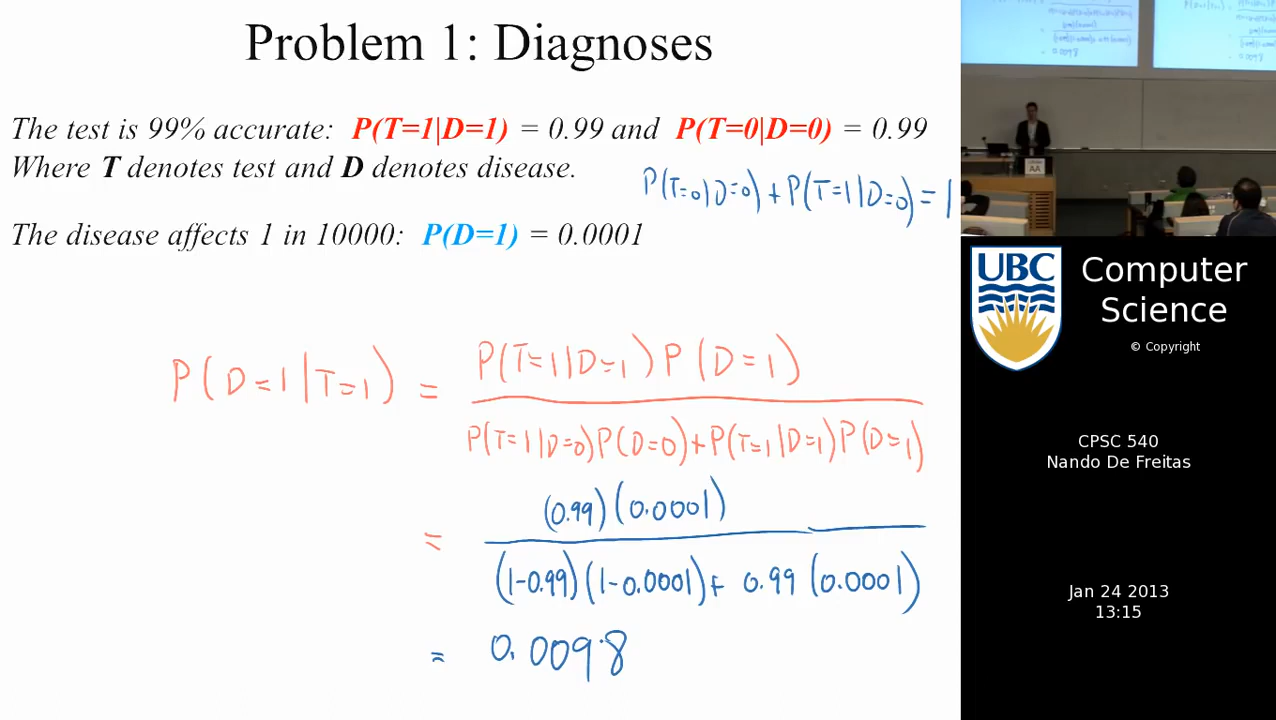 Problem 1: Diagnoses
The test is 99% accurate: P(T=1|D=1) = 0.99 and P(T=0|D=0) = 0.99
Where T denotes test and D denotes disease.
P(T=0|D=0) + P(T=1|D=0) = 1
The disease affects 1 in 10000: P(D=1) = 0.0001
P(D=1|T=1) = P(T=1|D=1) P(D=1)
P(T=1|D=0)P(D=0)+P(T=1|D=1)P(D=1)
= (0.99)(0.0001)
(1-0.99)(1-0.0001)+ 0.99 (0.0001)
= 0.0098
AA
UBC
Computer
Science
© Copyright
CPSC 540
Nando De Freitas
Jan 24 2013
13:15